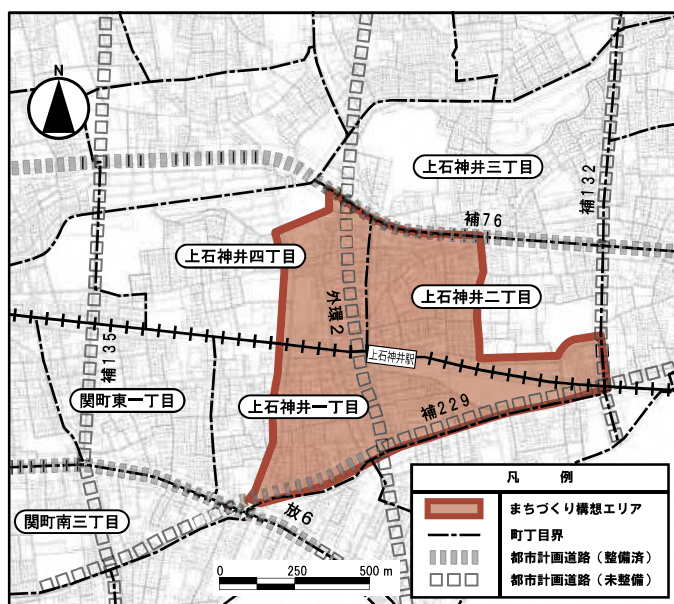 N
上石神井三丁目
補132
補76
上石神井四丁目
上石神井二丁目
外環2
上石神井駅
補135
関町東一丁目
上石神井一丁目
補229
関町南三丁目
放6
0 250 500 m
凡 例
まちづくり構想エリア
町丁目界
都市計画道路（整備済）
都市計画道路（未整備）